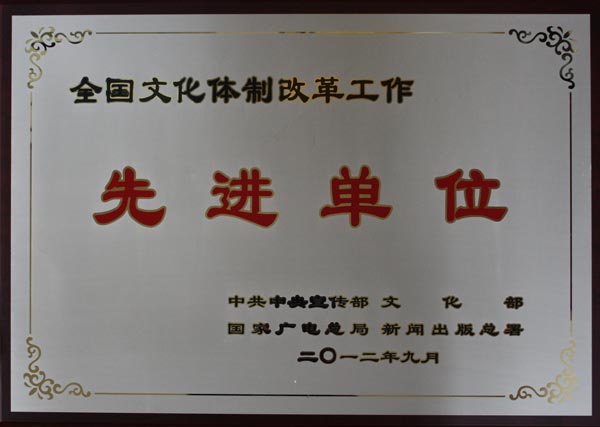 全国文化体制改革工作
先进单位
中共中央宣传部 文化部
国家广电总局 新闻出版总署
二〇一二年九月